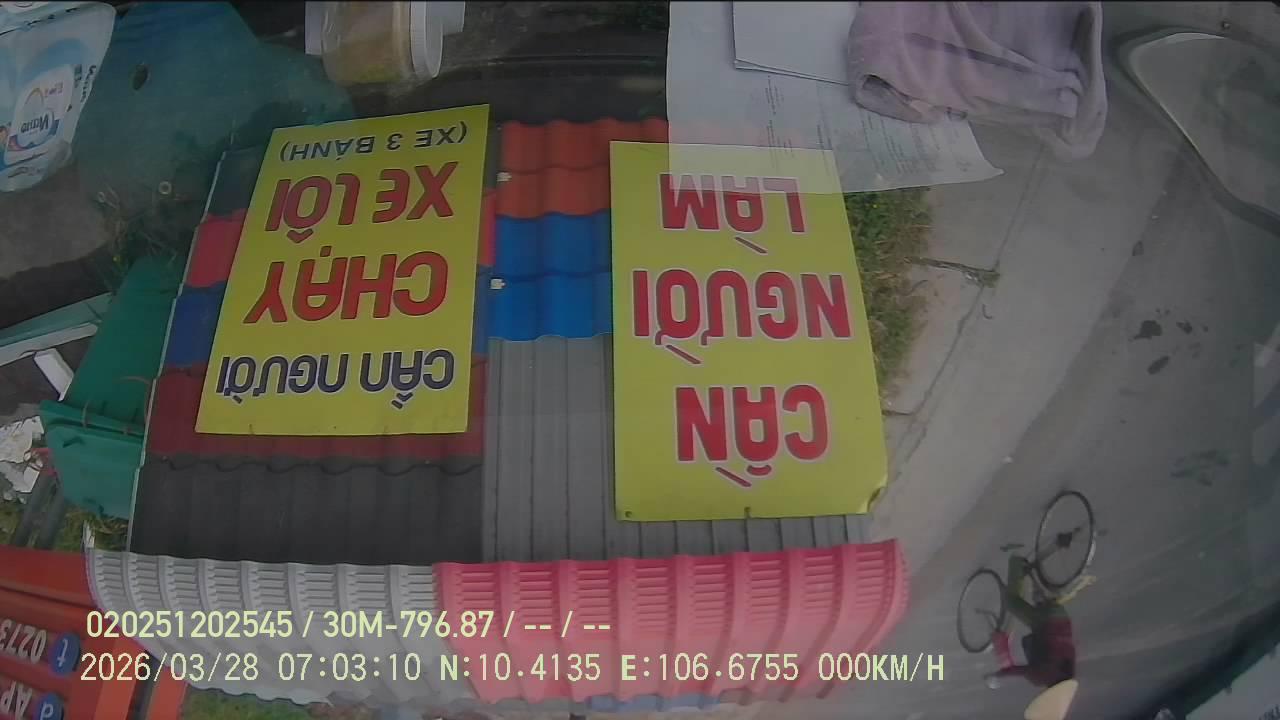 CẦN NGƯỜI
CHẠY
XE LÔI
(XE 3 BÁNH)
CẦN
NGƯỜI
LÀM
0273
020251202545 / 30M-796.87 / -- / --
2026/03/28 07:03:10 N:10.4135 E:106.6755 000KM/H